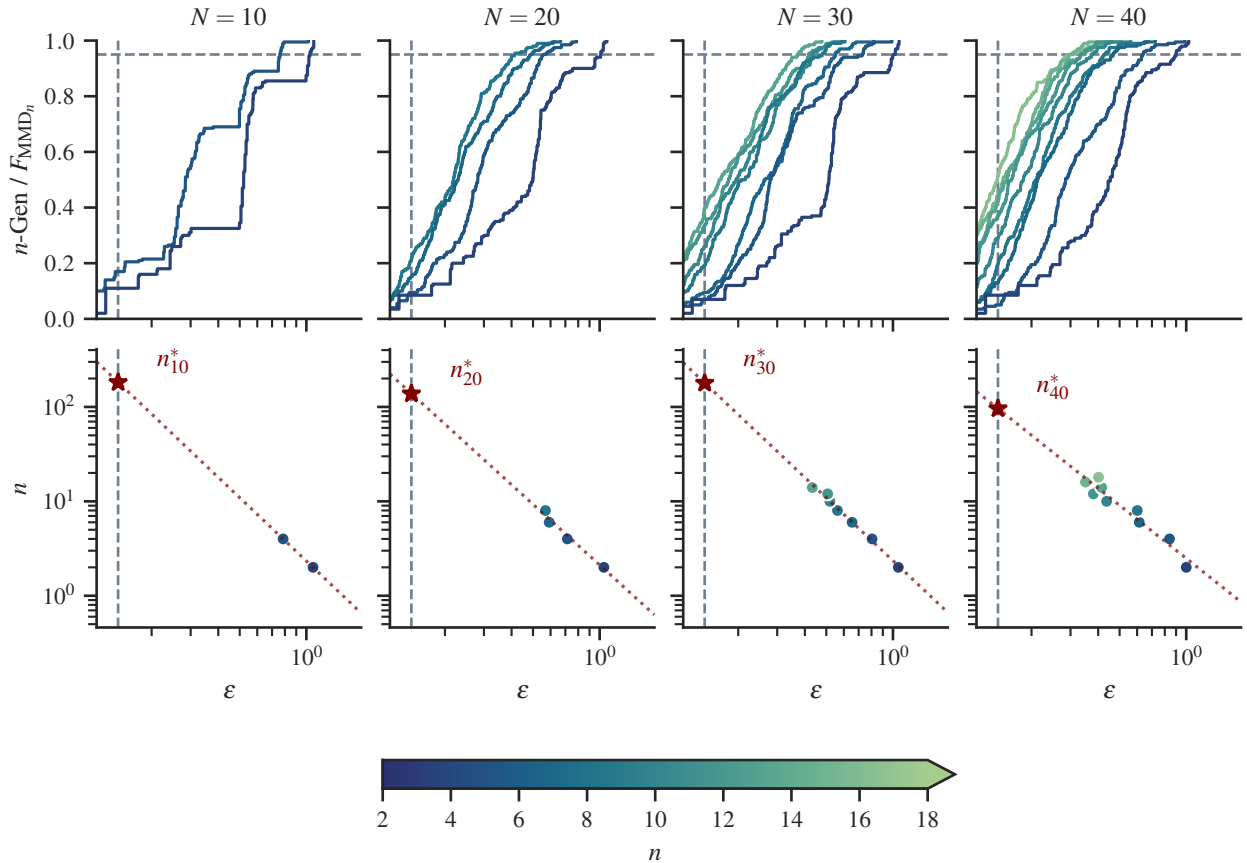 N = 10 N = 20 N = 30 N = 40
n-Gen / F_MMD_n
1.0
0.8
0.6
0.4
0.2
0.0
n*_10 n*_20 n*_30 n*_40
n
10^2
10^1
10^0
10^0 10^0 10^0 10^0
ε ε ε ε
2 4 6 8 10 12 14 16 18
n